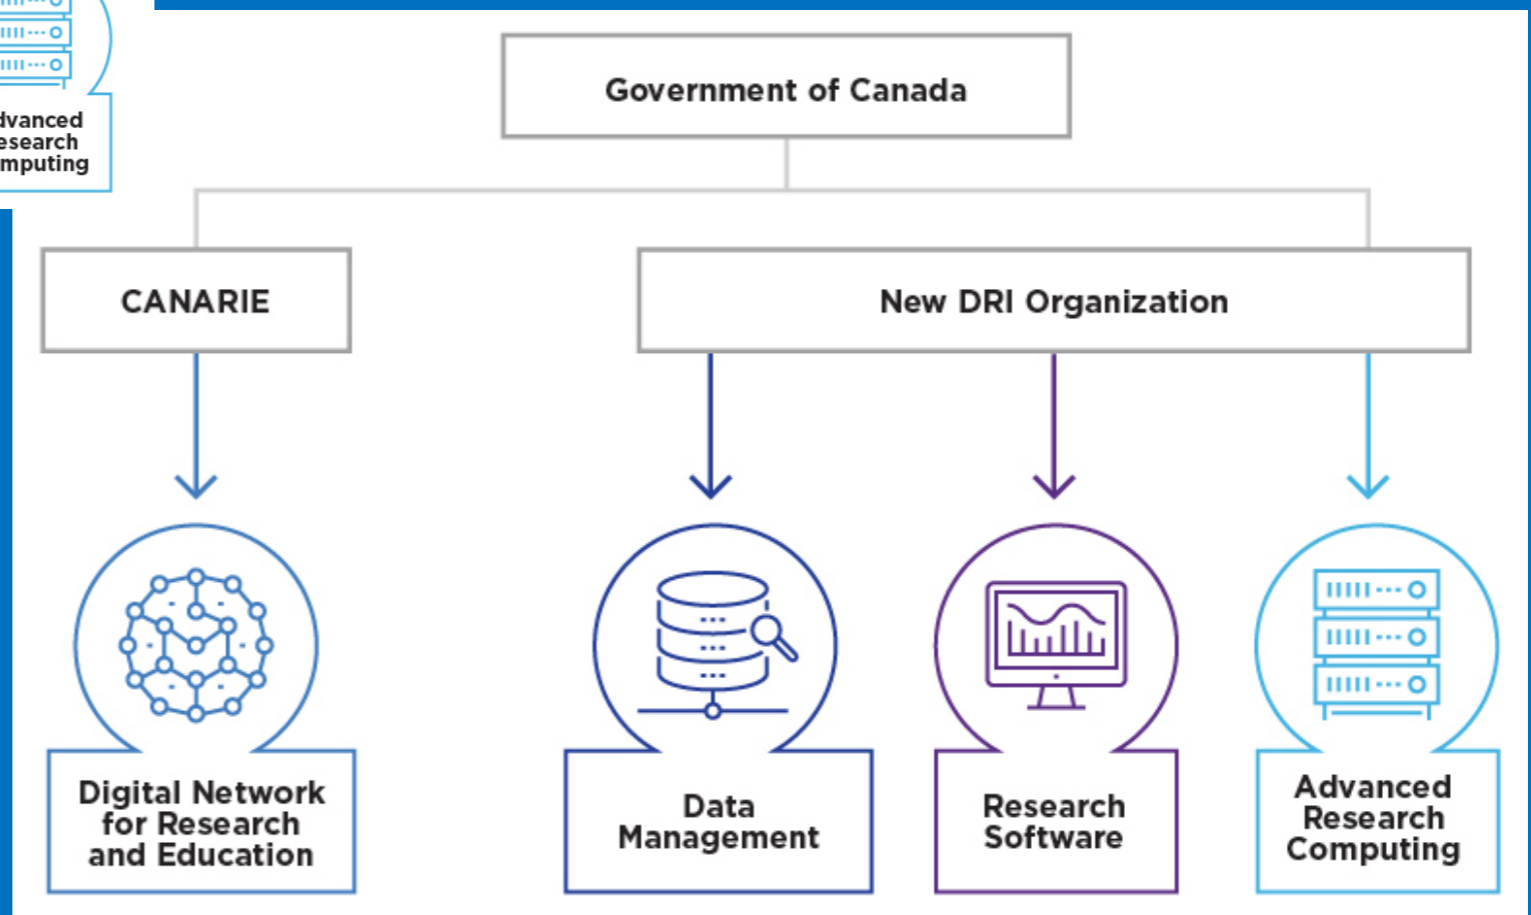 Government of Canada
CANARIE
New DRI Organization
Digital Network
for Research
and Education
Data
Management
Research
Software
Advanced
Research
Computing